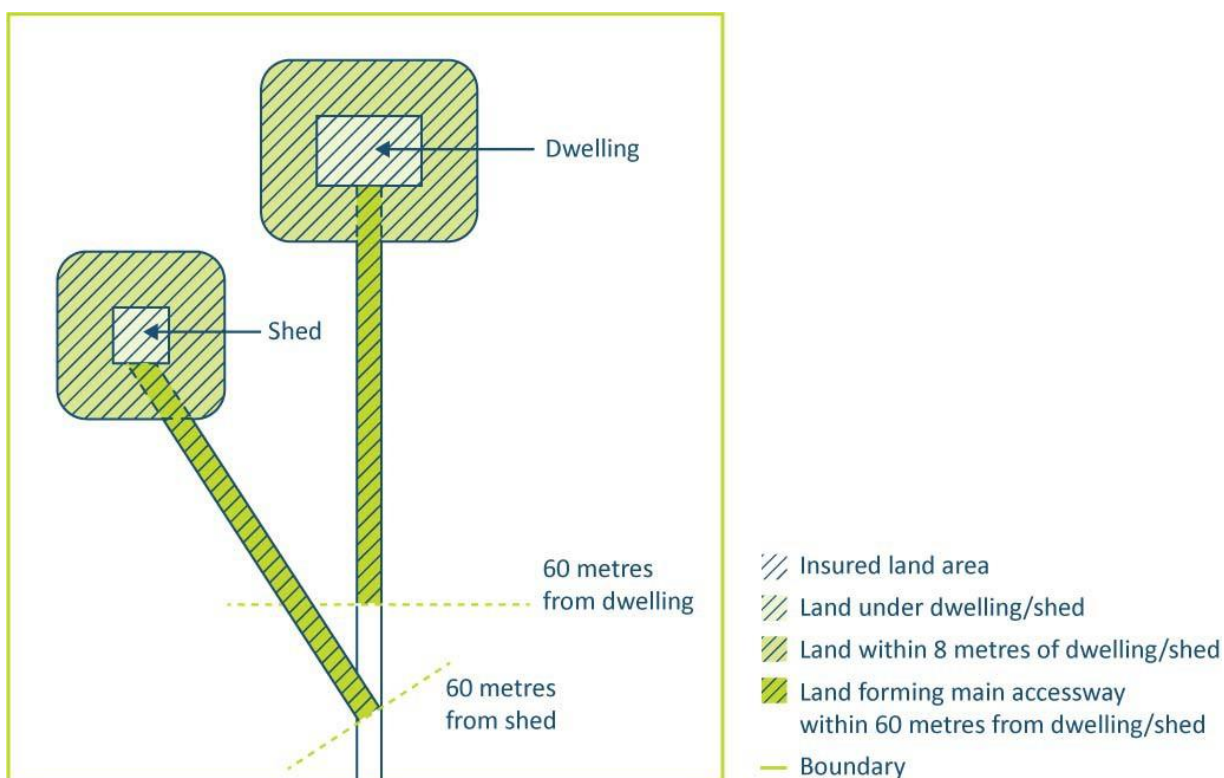 Dwelling
Shed
60 metres
from dwelling
60 metres
from shed
Insured land area
Land under dwelling/shed
Land within 8 metres of dwelling/shed
Land forming main accessway
within 60 metres from dwelling/shed
Boundary